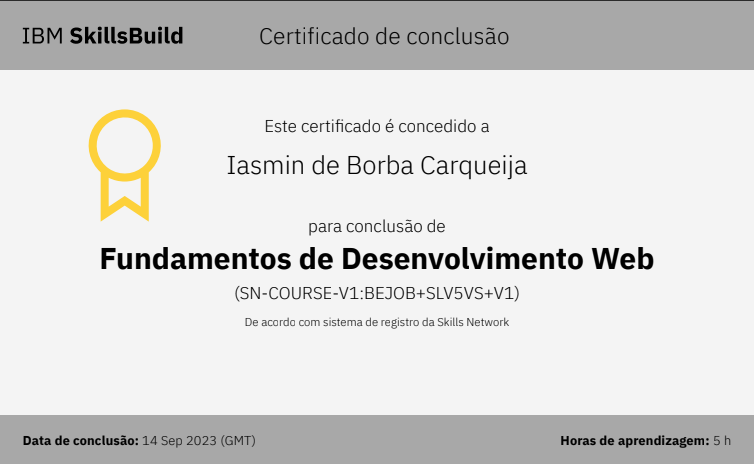 IBM SkillsBuild
Certificado de conclusão
Este certificado é concedido a
Iasmin de Borba Carqueija
para conclusão de
Fundamentos de Desenvolvimento Web
(SN-COURSE-V1:BEJOB+SLV5VS+V1)
De acordo com sistema de registro da Skills Network
Data de conclusão: 14 Sep 2023 (GMT)
Horas de aprendizagem: 5 h